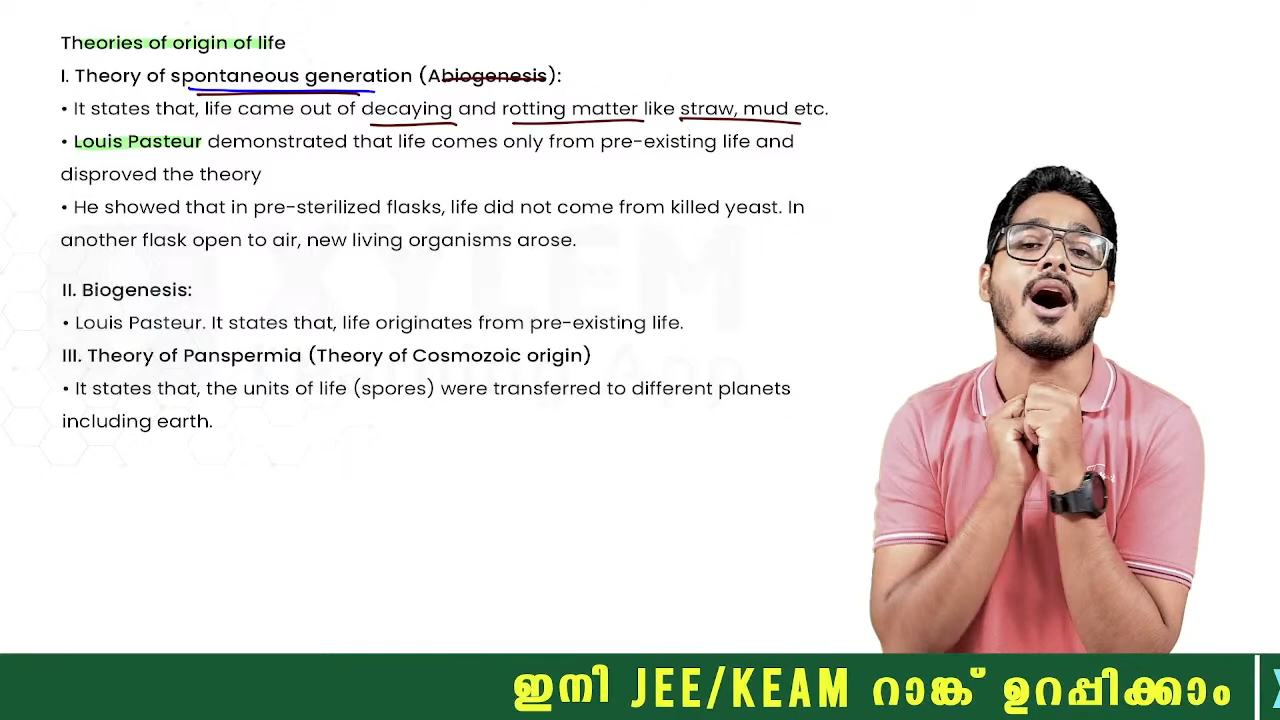 Theories of origin of life
I. Theory of spontaneous generation (Abiogenesis):
• It states that, life came out of decaying and rotting matter like straw, mud etc.
• Louis Pasteur demonstrated that life comes only from pre-existing life and
disproved the theory
• He showed that in pre-sterilized flasks, life did not come from killed yeast. In
another flask open to air, new living organisms arose.
II. Biogenesis:
• Louis Pasteur. It states that, life originates from pre-existing life.
III. Theory of Panspermia (Theory of Cosmozoic origin)
• It states that, the units of life (spores) were transferred to different planets
including earth.
XYLEM
Learning App
ഇനി JEE/KEAM റാങ്ക് ഉറപ്പിക്കാം